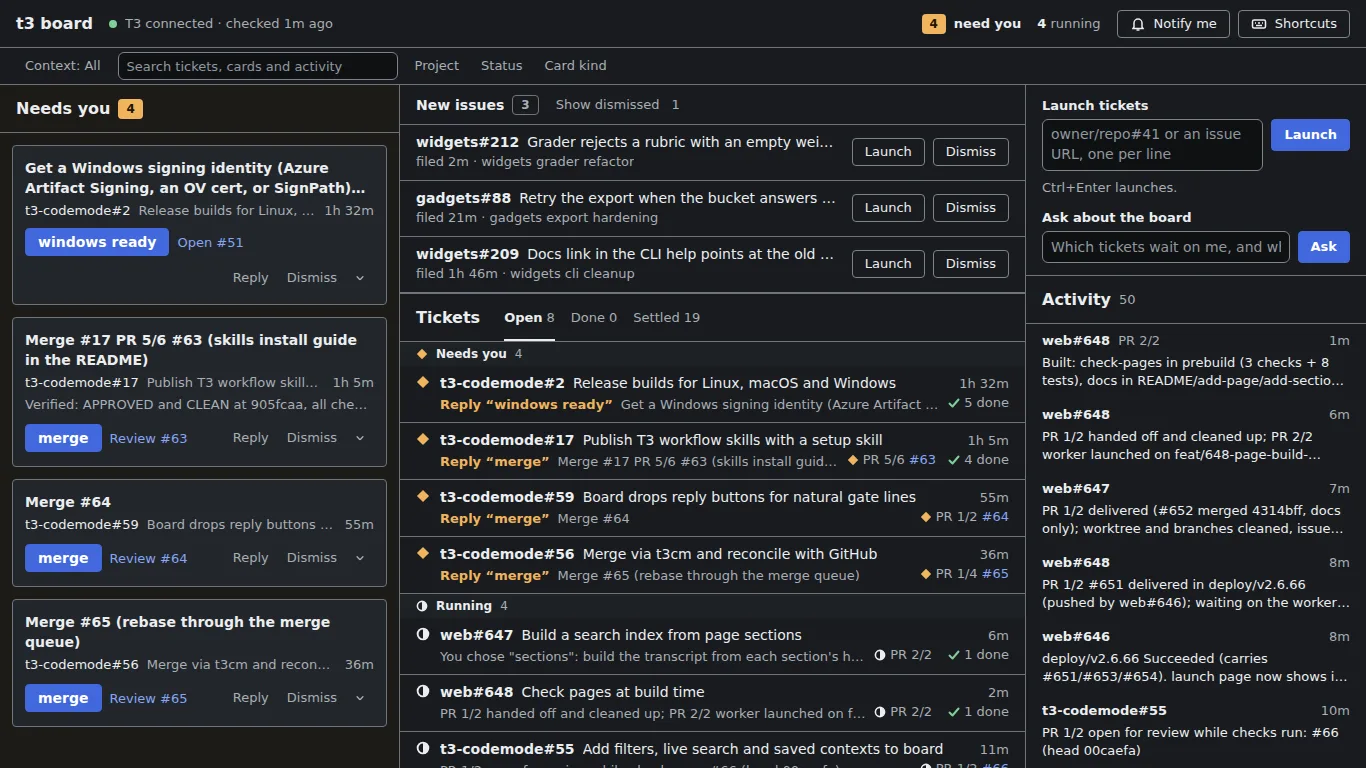 t3 board
T3 connected · checked 1m ago
4 need you
4 running
Notify me
Shortcuts
Context: All
Search tickets, cards and activity
Project
Status
Card kind
Needs you 4
Get a Windows signing identity (Azure
Artifact Signing, an OV cert, or SignPath)…
t3-codemode#2 Release builds for Linux, … 1h 32m
windows ready Open #51
Reply Dismiss
Merge #17 PR 5/6 #63 (skills install guide
in the README)
t3-codemode#17 Publish T3 workflow skill… 1h 5m
Verified: APPROVED and CLEAN at 905fcaa, all che…
merge Review #63 Reply Dismiss
Merge #64
t3-codemode#59 Board drops reply buttons … 55m
merge Review #64 Reply Dismiss
Merge #65 (rebase through the merge
queue)
t3-codemode#56 Merge via t3cm and recon… 36m
merge Review #65 Reply Dismiss
New issues 3 Show dismissed 1
widgets#212 Grader rejects a rubric with an empty wei…
filed 2m · widgets grader refactor
Launch Dismiss
gadgets#88 Retry the export when the bucket answers …
filed 21m · gadgets export hardening
Launch Dismiss
widgets#209 Docs link in the CLI help points at the old …
filed 1h 46m · widgets cli cleanup
Launch Dismiss
Tickets Open 8 Done 0 Settled 19
Needs you 4
t3-codemode#2 Release builds for Linux, macOS and Windows 1h 32m
Reply “windows ready” Get a Windows signing identity (Azure Artifact … 5 done
t3-codemode#17 Publish T3 workflow skills with a setup skill 1h 5m
Reply “merge” Merge #17 PR 5/6 #63 (skills install guid… PR 5/6 #63 4 done
t3-codemode#59 Board drops reply buttons for natural gate lines 55m
Reply “merge” Merge #64 PR 1/2 #64
t3-codemode#56 Merge via t3cm and reconcile with GitHub 36m
Reply “merge” Merge #65 (rebase through the merge queue) PR 1/4 #65
Running 4
web#647 Build a search index from page sections 6m
You chose "sections": build the transcript from each section's h… PR 2/2 1 done
web#648 Check pages at build time 2m
PR 1/2 handed off and cleaned up; PR 2/2 worker launched on f… PR 2/2 1 done
t3-codemode#55 Add filters, live search and saved contexts to board 11m
Launch tickets
owner/repo#41 or an issue
URL, one per line
Launch
Ctrl+Enter launches.
Ask about the board
Which tickets wait on me, and wl
Ask
Activity 50
web#648 PR 2/2 1m
Built: check-pages in prebuild (3 checks + 8
tests), docs in README/add-page/add-sectio…
web#648 6m
PR 1/2 handed off and cleaned up; PR 2/2
worker launched on feat/648-page-build-…
web#647 7m
PR 1/2 delivered (#652 merged 4314bff, docs
only); worktree and branches cleaned, issue…
web#648 8m
PR 1/2 #651 delivered in deploy/v2.6.66
(pushed by web#646); waiting on the worker…
web#646 8m
deploy/v2.6.66 Succeeded (carries
#651/#653/#654). launch page now shows i…
t3-codemode#55 10m
PR 1/2 open for review while checks run: #66
(head 00caefa)